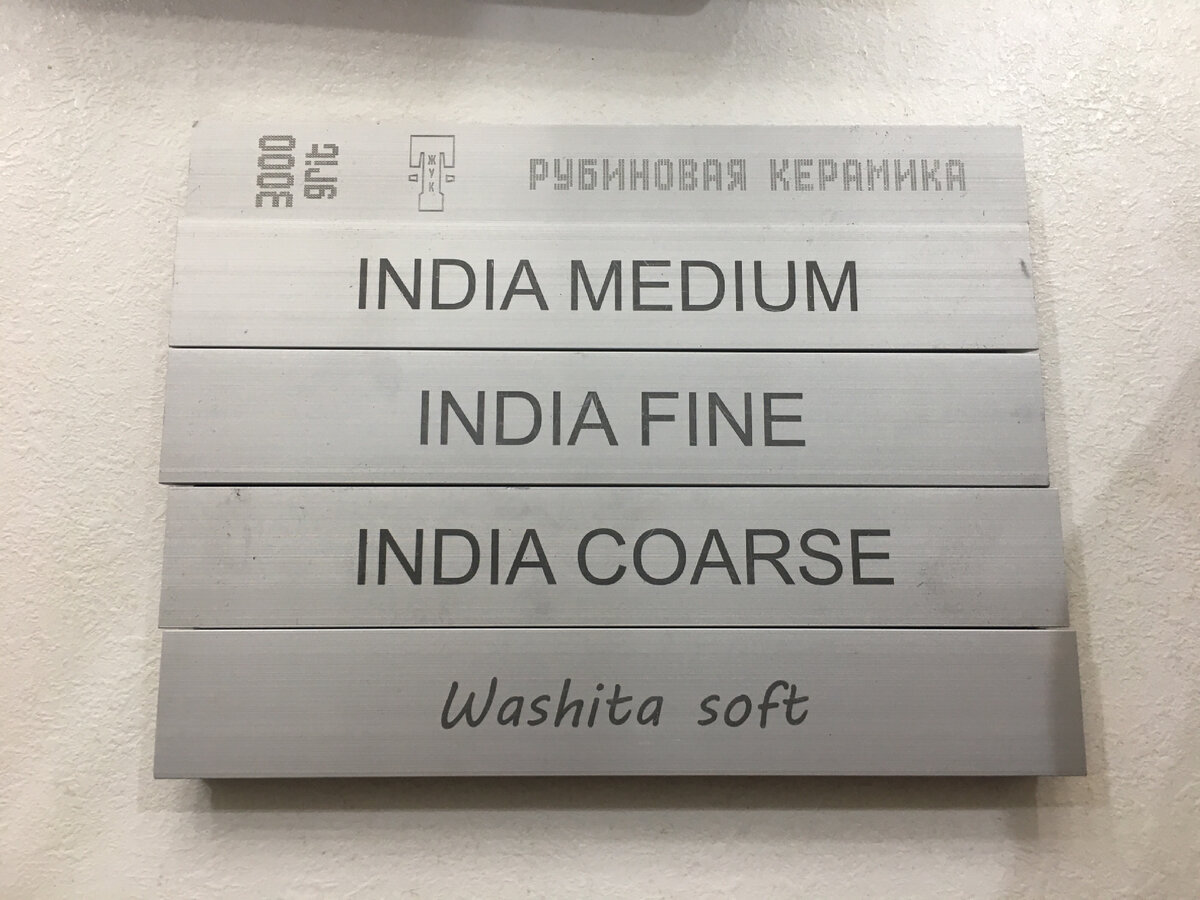 3000
grit
ЖУК
РУБИНОВАЯ КЕРАМИКА
INDIA MEDIUM
INDIA FINE
INDIA COARSE
Washita soft